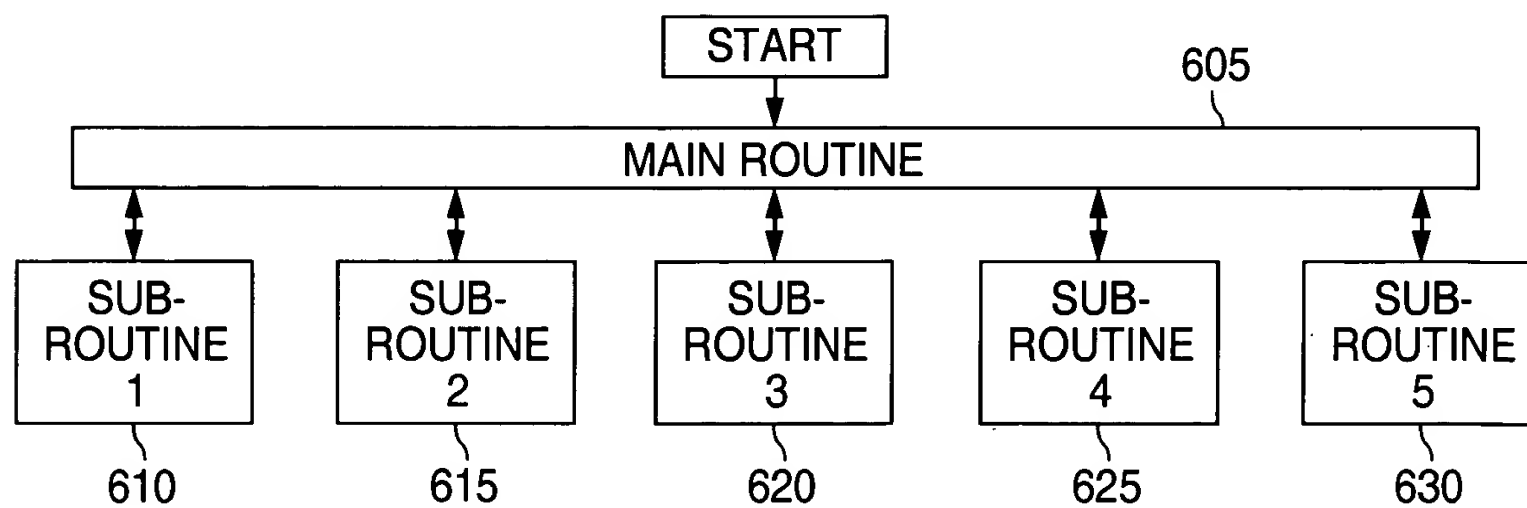 START
605
MAIN ROUTINE
SUB-
ROUTINE
1
SUB-
ROUTINE
2
SUB-
ROUTINE
3
SUB-
ROUTINE
4
SUB-
ROUTINE
5
610
615
620
625
630